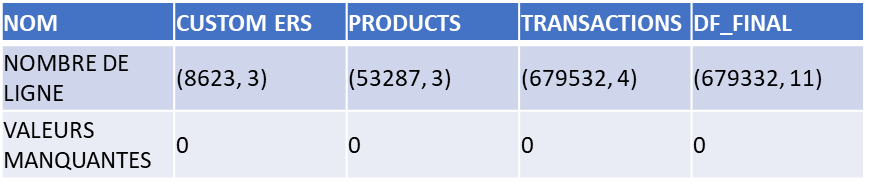 NOM CUSTOM ERS PRODUCTS TRANSACTIONS DF_FINAL
NOMBRE DE LIGNE (8623, 3) (53287, 3) (679532, 4) (679332, 11)
VALEURS MANQUANTES 0 0 0 0